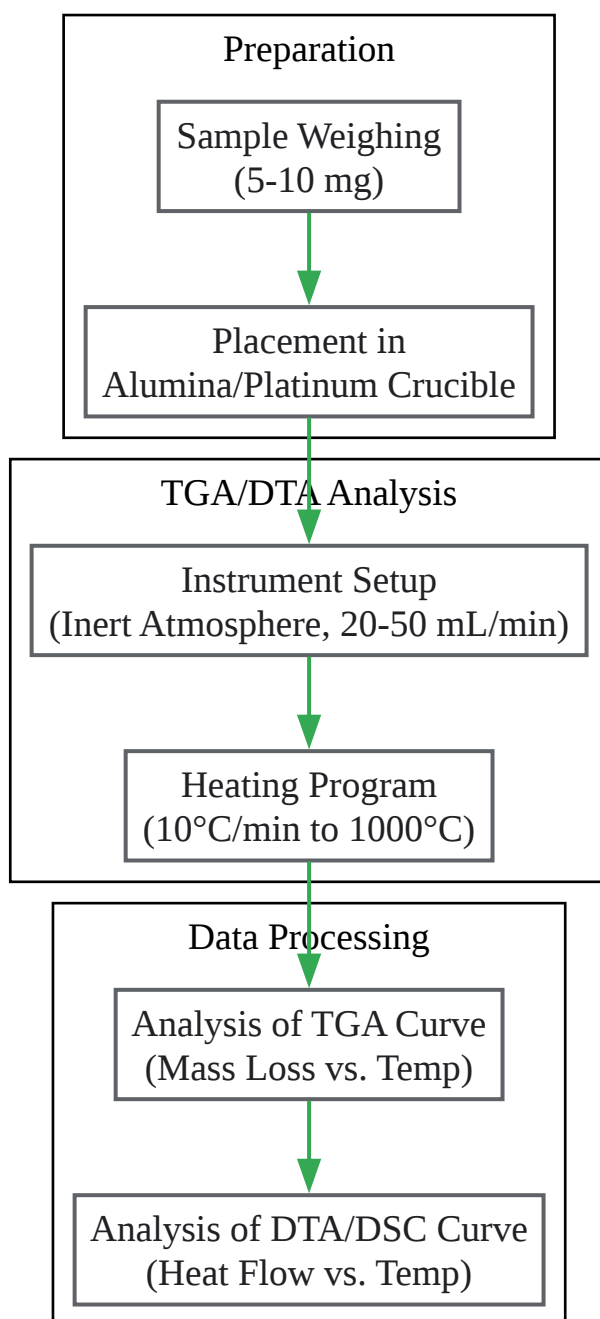 Preparation
Sample Weighing
(5-10 mg)
Placement in
Alumina/Platinum Crucible
TGA/DTA Analysis
Instrument Setup
(Inert Atmosphere, 20-50 mL/min)
Heating Program
(10°C/min to 1000°C)
Data Processing
Analysis of TGA Curve
(Mass Loss vs. Temp)
Analysis of DTA/DSC Curve
(Heat Flow vs. Temp)